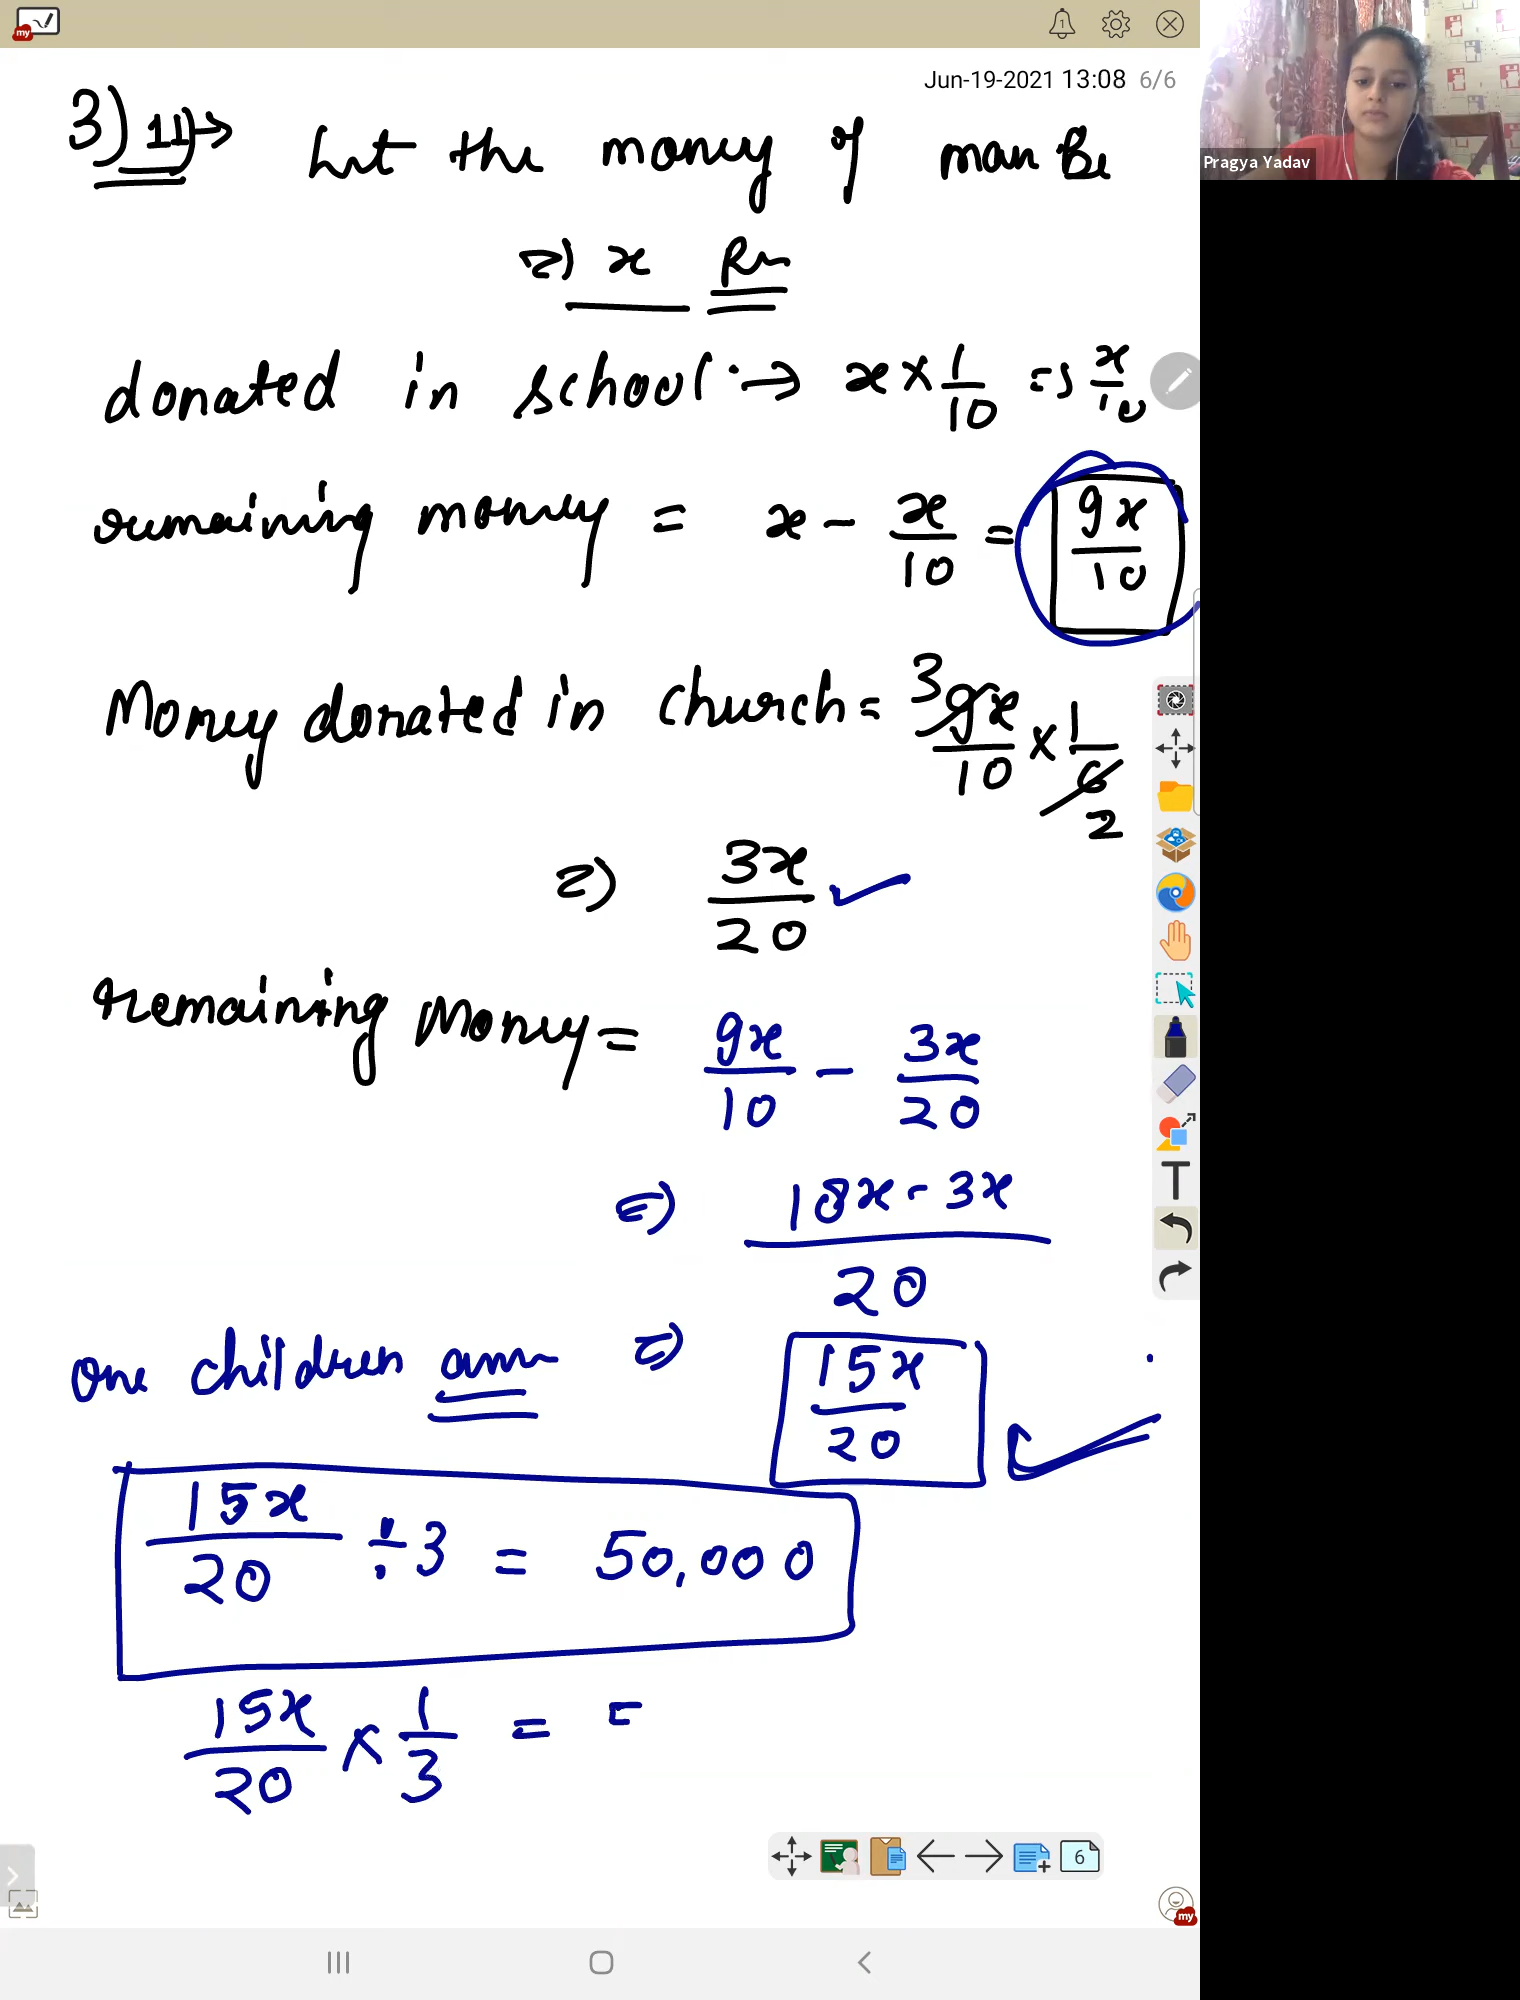 Jun-19-2021 13:08 6/6
Pragya Yadav
3) 11) → Let the money of man Be
=) x Rs
donated in school → x × 1/10 => x/10
remaining money = x - x/10 = 9x/10
Money donated in church = 3 9x/10 × 1/6 2
=) 3x/20 ✓
Remaining Money = 9x/10 - 3x/20
=) 18x - 3x / 20
one children =) 15x/20 ✓
15x/20 ÷ 3 = 50,000
15x/20 × 1/3 =
T
6
my
my
1